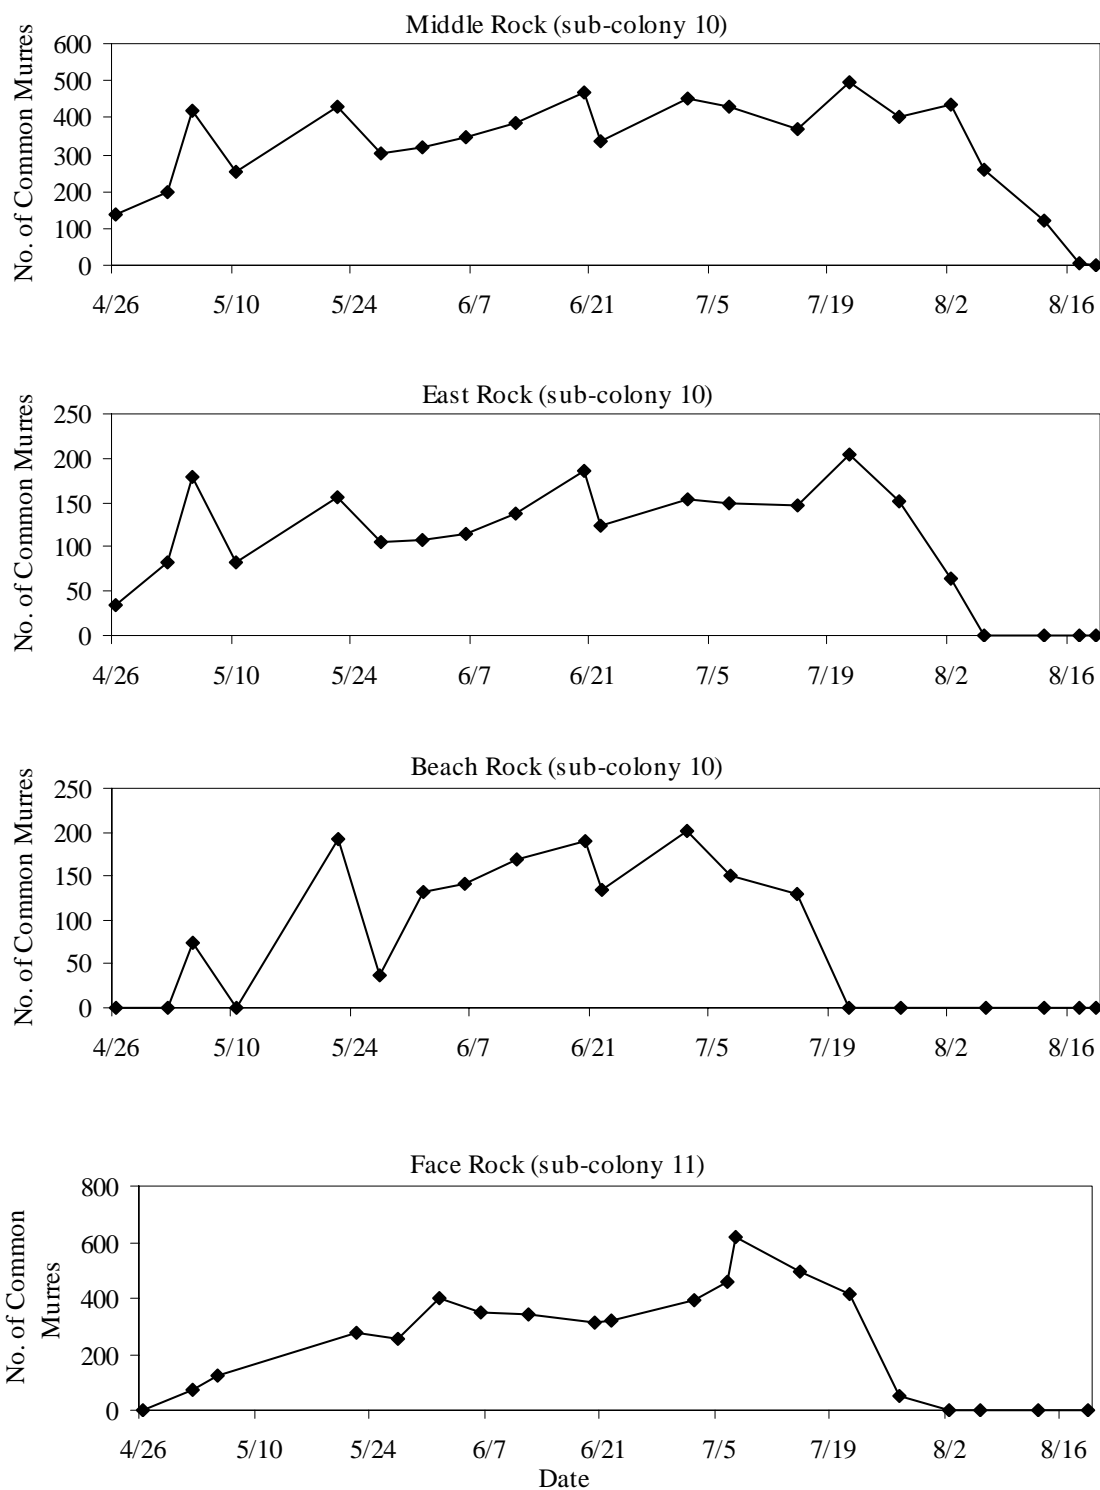 Middle Rock (sub-colony 10)
No. of Common Murres
600
500
400
300
200
100
0
4/26 5/10 5/24 6/7 6/21 7/5 7/19 8/2 8/16
East Rock (sub-colony 10)
No. of Common Murres
250
200
150
100
50
0
4/26 5/10 5/24 6/7 6/21 7/5 7/19 8/2 8/16
Beach Rock (sub-colony 10)
No. of Common Murres
250
200
150
100
50
0
4/26 5/10 5/24 6/7 6/21 7/5 7/19 8/2 8/16
Face Rock (sub-colony 11)
No. of Common
Murres
800
600
400
200
0
4/26 5/10 5/24 6/7 6/21 7/5 7/19 8/2 8/16
Date